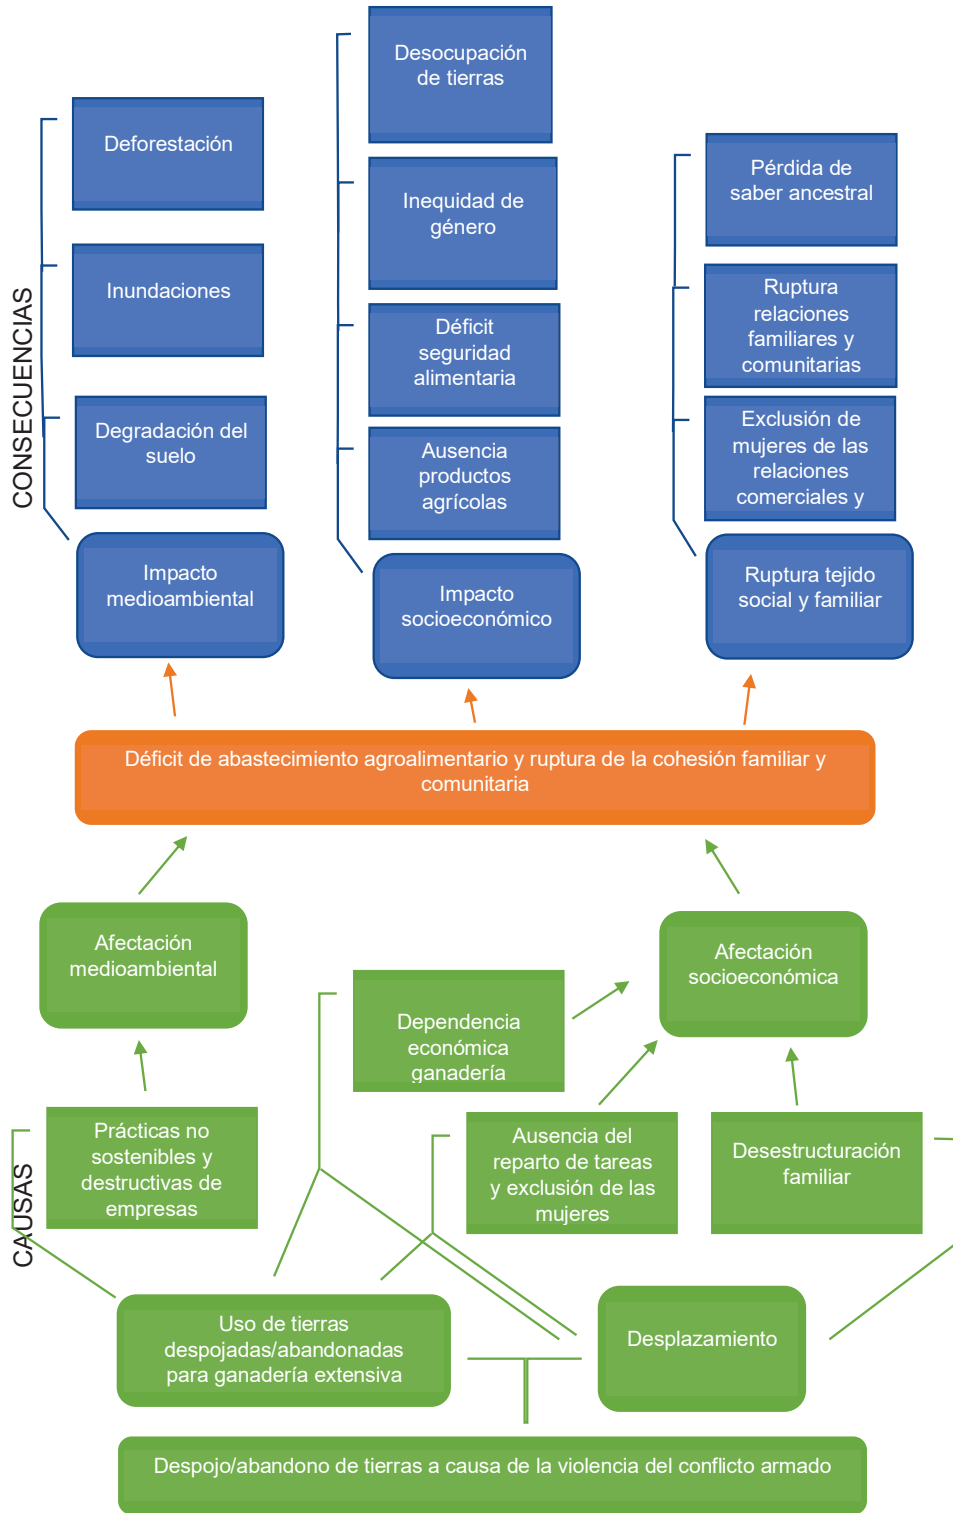 Desocupación
de tierras
Deforestación
Pérdida de
saber ancestral
Inequidad de
género
Inundaciones
Ruptura
relaciones
familiares y
comunitarias
Déficit
seguridad
alimentaria
CONSECUENCIAS
Degradación del
suelo
Exclusión de
mujeres de las
relaciones
comerciales y
Ausencia
productos
agrícolas
Impacto
medioambiental
Impacto
socioeconómico
Ruptura tejido
social y familiar
Déficit de abastecimiento agroalimentario y ruptura de la cohesión familiar y
comunitaria
Afectación
medioambiental
Afectación
socioeconómica
Dependencia
económica
ganadería
Prácticas no
sostenibles y
destructivas de
empresas
Ausencia del
reparto de tareas
y exclusión de las
mujeres
Desestructuración
familiar
CAUSAS
Uso de tierras
despojadas/abandonadas
para ganadería extensiva
Desplazamiento
Despojo/abandono de tierras a causa de la violencia del conflicto armado